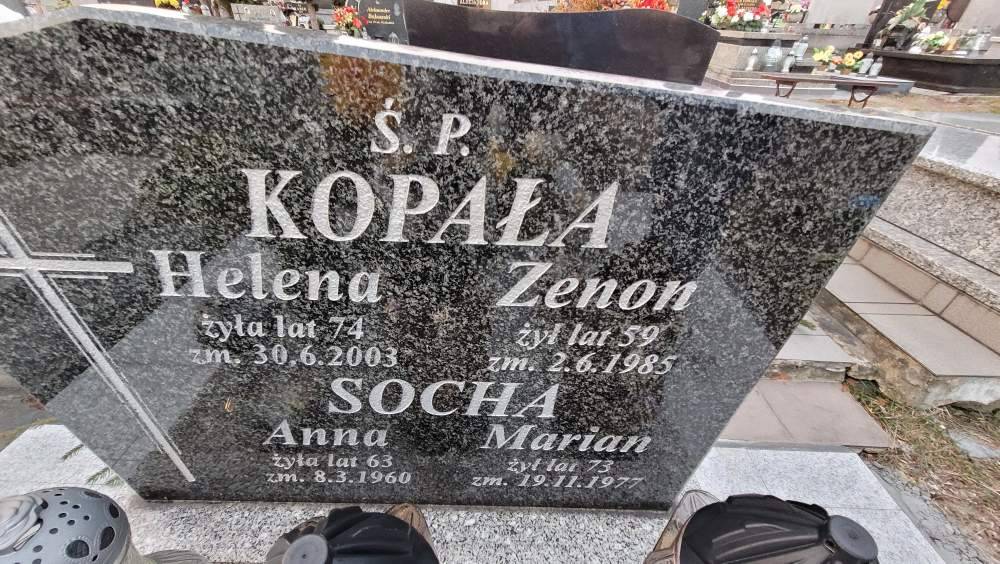 Ś. P.
KOPAŁA
Helena Zenon
żyła lat 74 żył lat 59
zm. 30.6.2003 zm. 2.6.1985
SOCHA
Anna Marian
żyła lat 63 żył lat 73
zm. 8.3.1960 zm. 19.11.1977